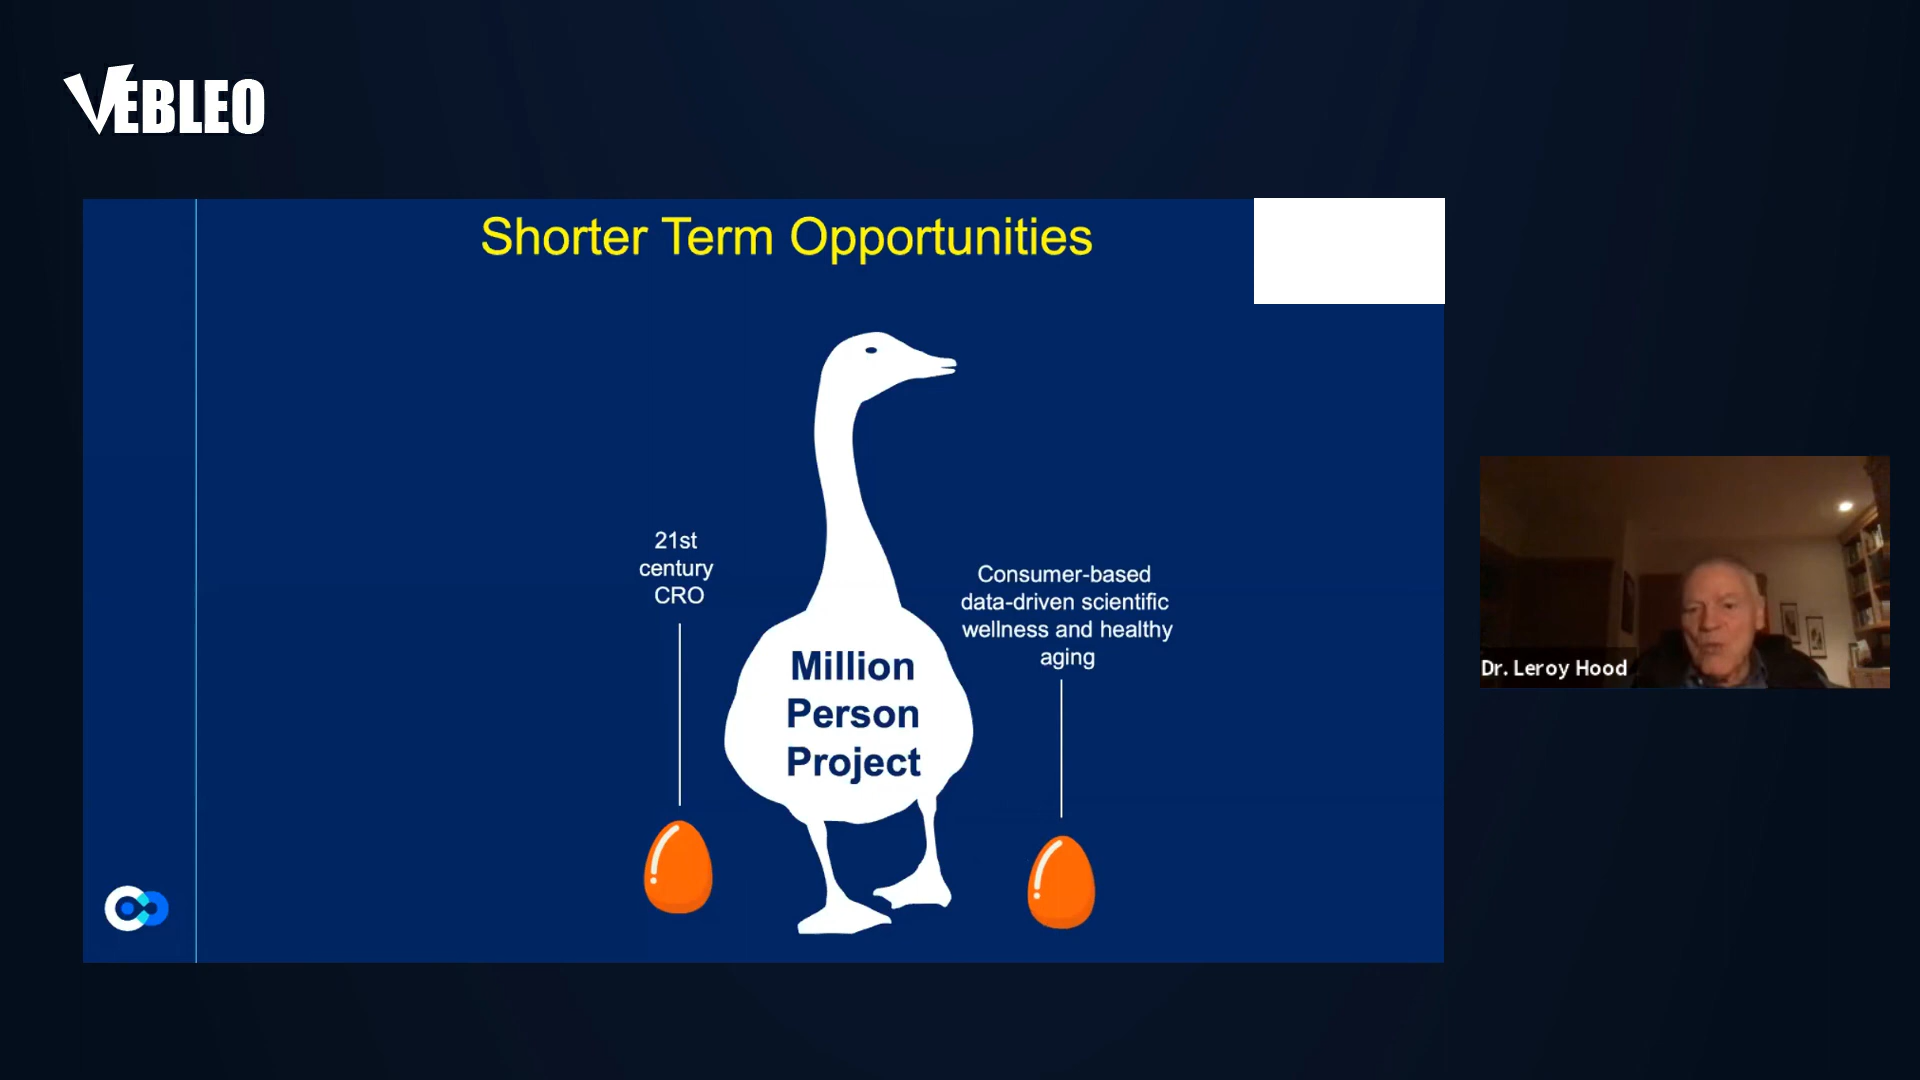 VEBLEO
Shorter Term Opportunities
21st
century
CRO
Consumer-based
data-driven scientific
wellness and healthy
aging
Million
Person
Project
Dr. Leroy Hood